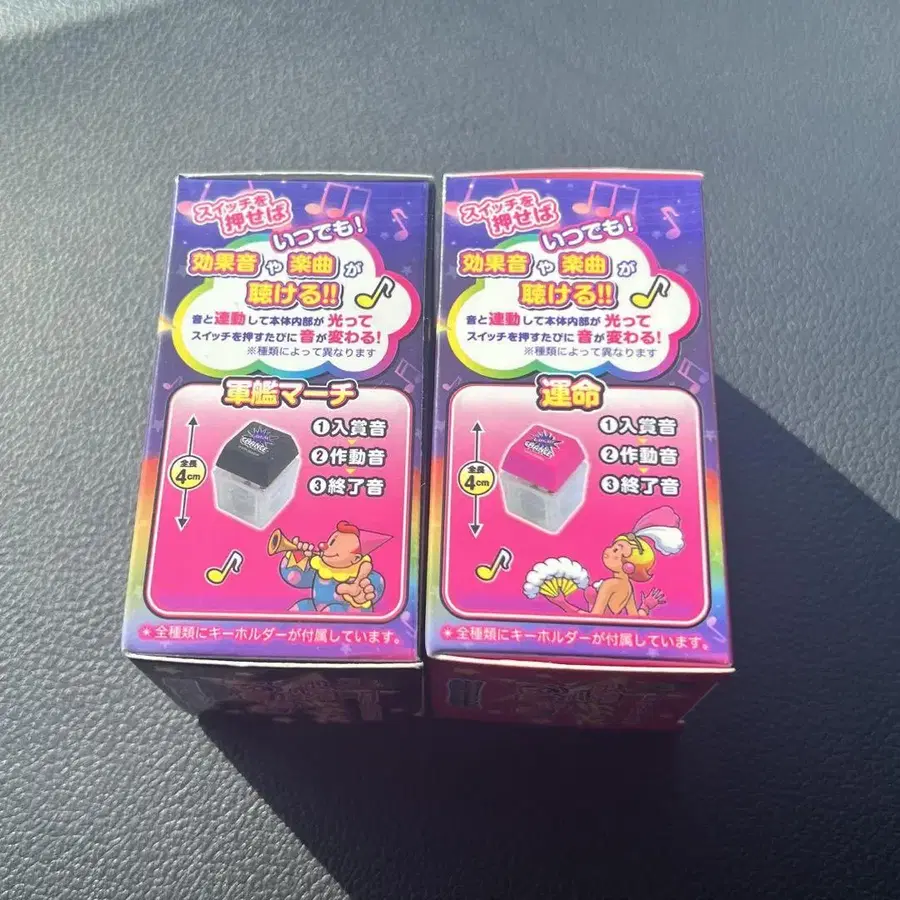 スイッチを
押せば
いつでも!
効果音や楽曲が
聴ける!!
音と連動して本体内部が光って
スイッチを押すたびに音が変わる!
※種類によって異なります
軍艦マーチ
全長
4cm
CHANCE
①入賞音
②作動音
③終了音
✴全種類にキーホルダーが付属しています。
スイッチを
押せば
いつでも!
効果音や楽曲が
聴ける!!
音と連動して本体内部が光って
スイッチを押すたびに音が変わる!
※種類によって異なります
運命
全長
4cm
CHANCE
①入賞音
②作動音
③終了音
✴全種類にキーホルダーが付属しています。